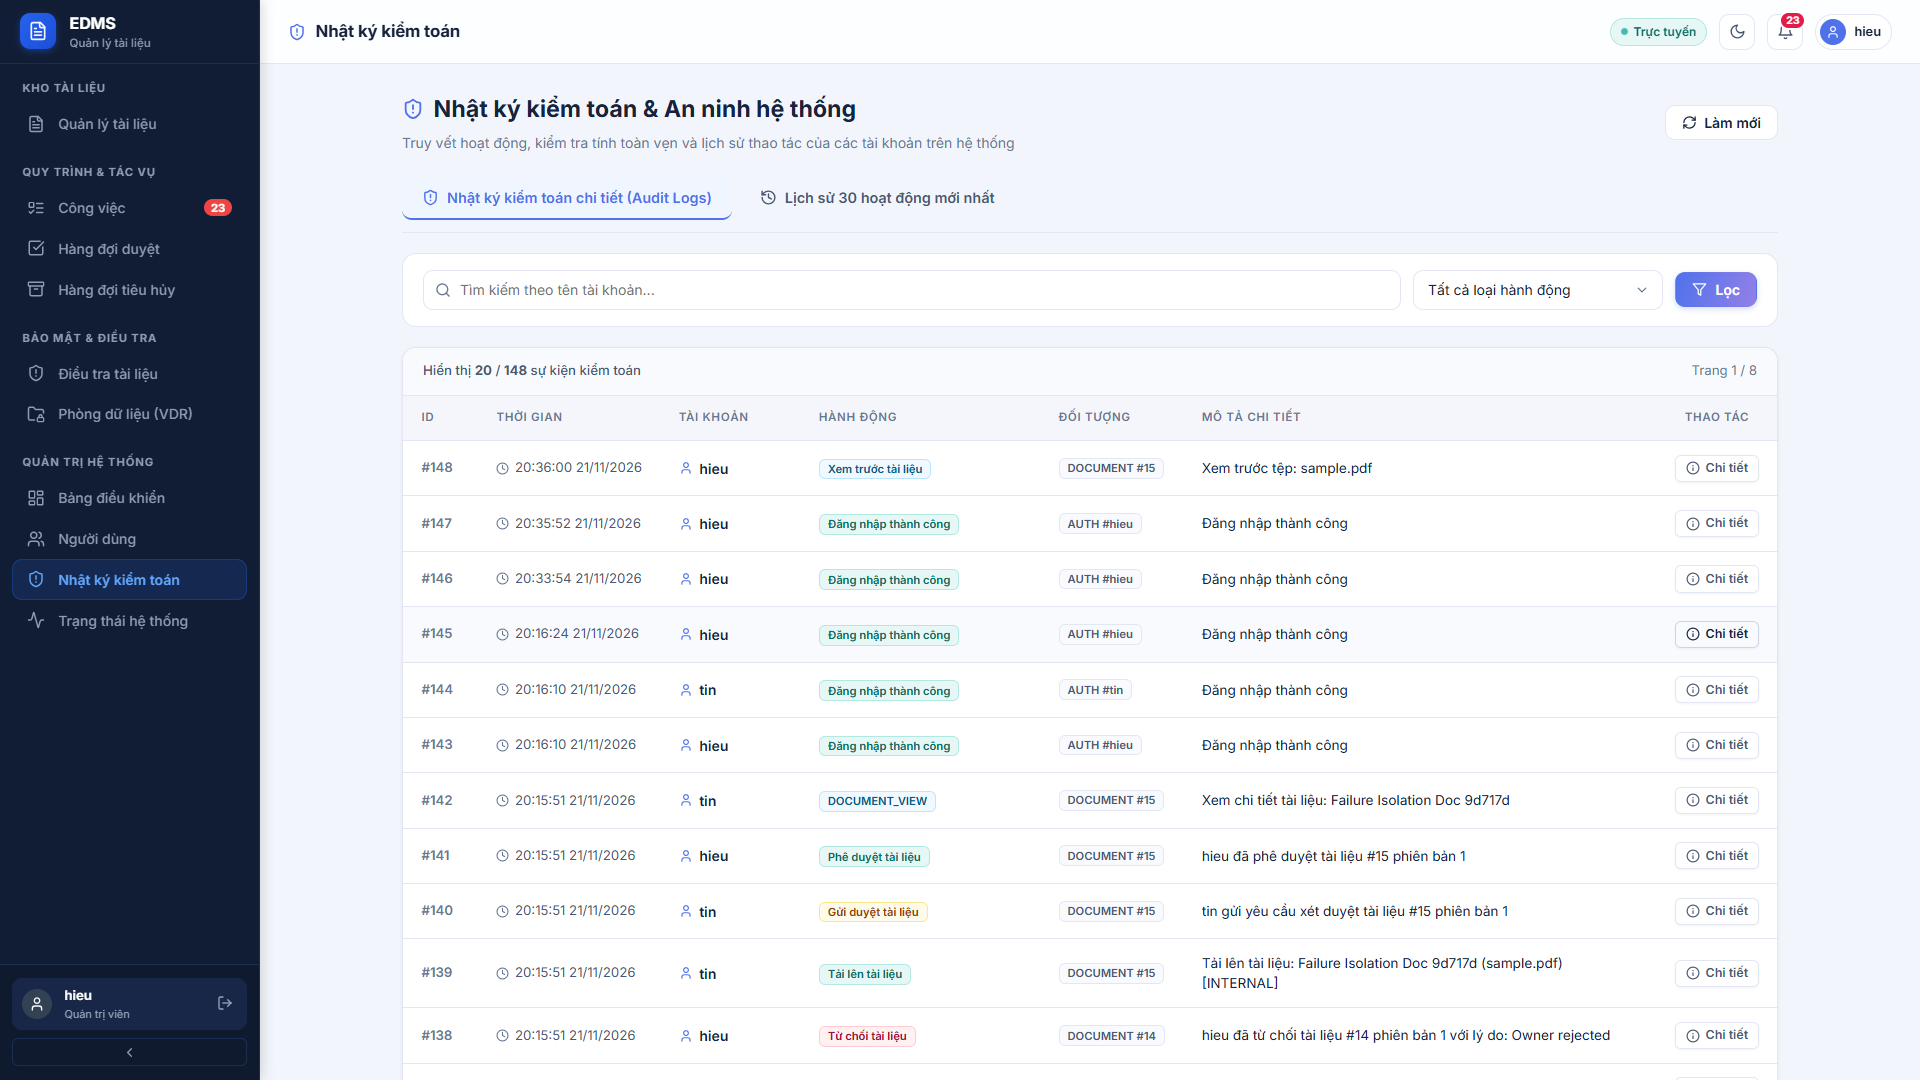 EDMS
Quản lý tài liệu
KHO TÀI LIỆU
Quản lý tài liệu
QUY TRÌNH & TÁC VỤ
Công việc 23
Hàng đợi duyệt
Hàng đợi tiêu hủy
BẢO MẬT & ĐIỀU TRA
Điều tra tài liệu
Phòng dữ liệu (VDR)
QUẢN TRỊ HỆ THỐNG
Bảng điều khiển
Người dùng
Nhật ký kiểm toán
Trạng thái hệ thống
hieu
Quản trị viên
Nhật ký kiểm toán
Trực tuyến
23
hieu
Nhật ký kiểm toán & An ninh hệ thống
Truy vết hoạt động, kiểm tra tính toàn vẹn và lịch sử thao tác của các tài khoản trên hệ thống
Làm mới
Nhật ký kiểm toán chi tiết (Audit Logs)
Lịch sử 30 hoạt động mới nhất
Tìm kiếm theo tên tài khoản...
Tất cả loại hành động
Lọc
Hiển thị 20 / 148 sự kiện kiểm toán
Trang 1 / 8
ID THỜI GIAN TÀI KHOẢN HÀNH ĐỘNG ĐỐI TƯỢNG MÔ TẢ CHI TIẾT THAO TÁC
#148 20:36:00 21/11/2026 hieu Xem trước tài liệu DOCUMENT #15 Xem trước tệp: sample.pdf Chi tiết
#147 20:35:52 21/11/2026 hieu Đăng nhập thành công AUTH #hieu Đăng nhập thành công Chi tiết
#146 20:33:54 21/11/2026 hieu Đăng nhập thành công AUTH #hieu Đăng nhập thành công Chi tiết
#145 20:16:24 21/11/2026 hieu Đăng nhập thành công AUTH #hieu Đăng nhập thành công Chi tiết
#144 20:16:10 21/11/2026 tin Đăng nhập thành công AUTH #tin Đăng nhập thành công Chi tiết
#143 20:16:10 21/11/2026 hieu Đăng nhập thành công AUTH #hieu Đăng nhập thành công Chi tiết
#142 20:15:51 21/11/2026 tin DOCUMENT_VIEW DOCUMENT #15 Xem chi tiết tài liệu: Failure Isolation Doc 9d717d Chi tiết
#141 20:15:51 21/11/2026 hieu Phê duyệt tài liệu DOCUMENT #15 hieu đã phê duyệt tài liệu #15 phiên bản 1 Chi tiết
#140 20:15:51 21/11/2026 tin Gửi duyệt tài liệu DOCUMENT #15 tin gửi yêu cầu xét duyệt tài liệu #15 phiên bản 1 Chi tiết
#139 20:15:51 21/11/2026 tin Tải lên tài liệu DOCUMENT #15 Tải lên tài liệu: Failure Isolation Doc 9d717d (sample.pdf) Chi tiết
[INTERNAL]
#138 20:15:51 21/11/2026 hieu Từ chối tài liệu DOCUMENT #14 hieu đã từ chối tài liệu #14 phiên bản 1 với lý do: Owner rejected Chi tiết